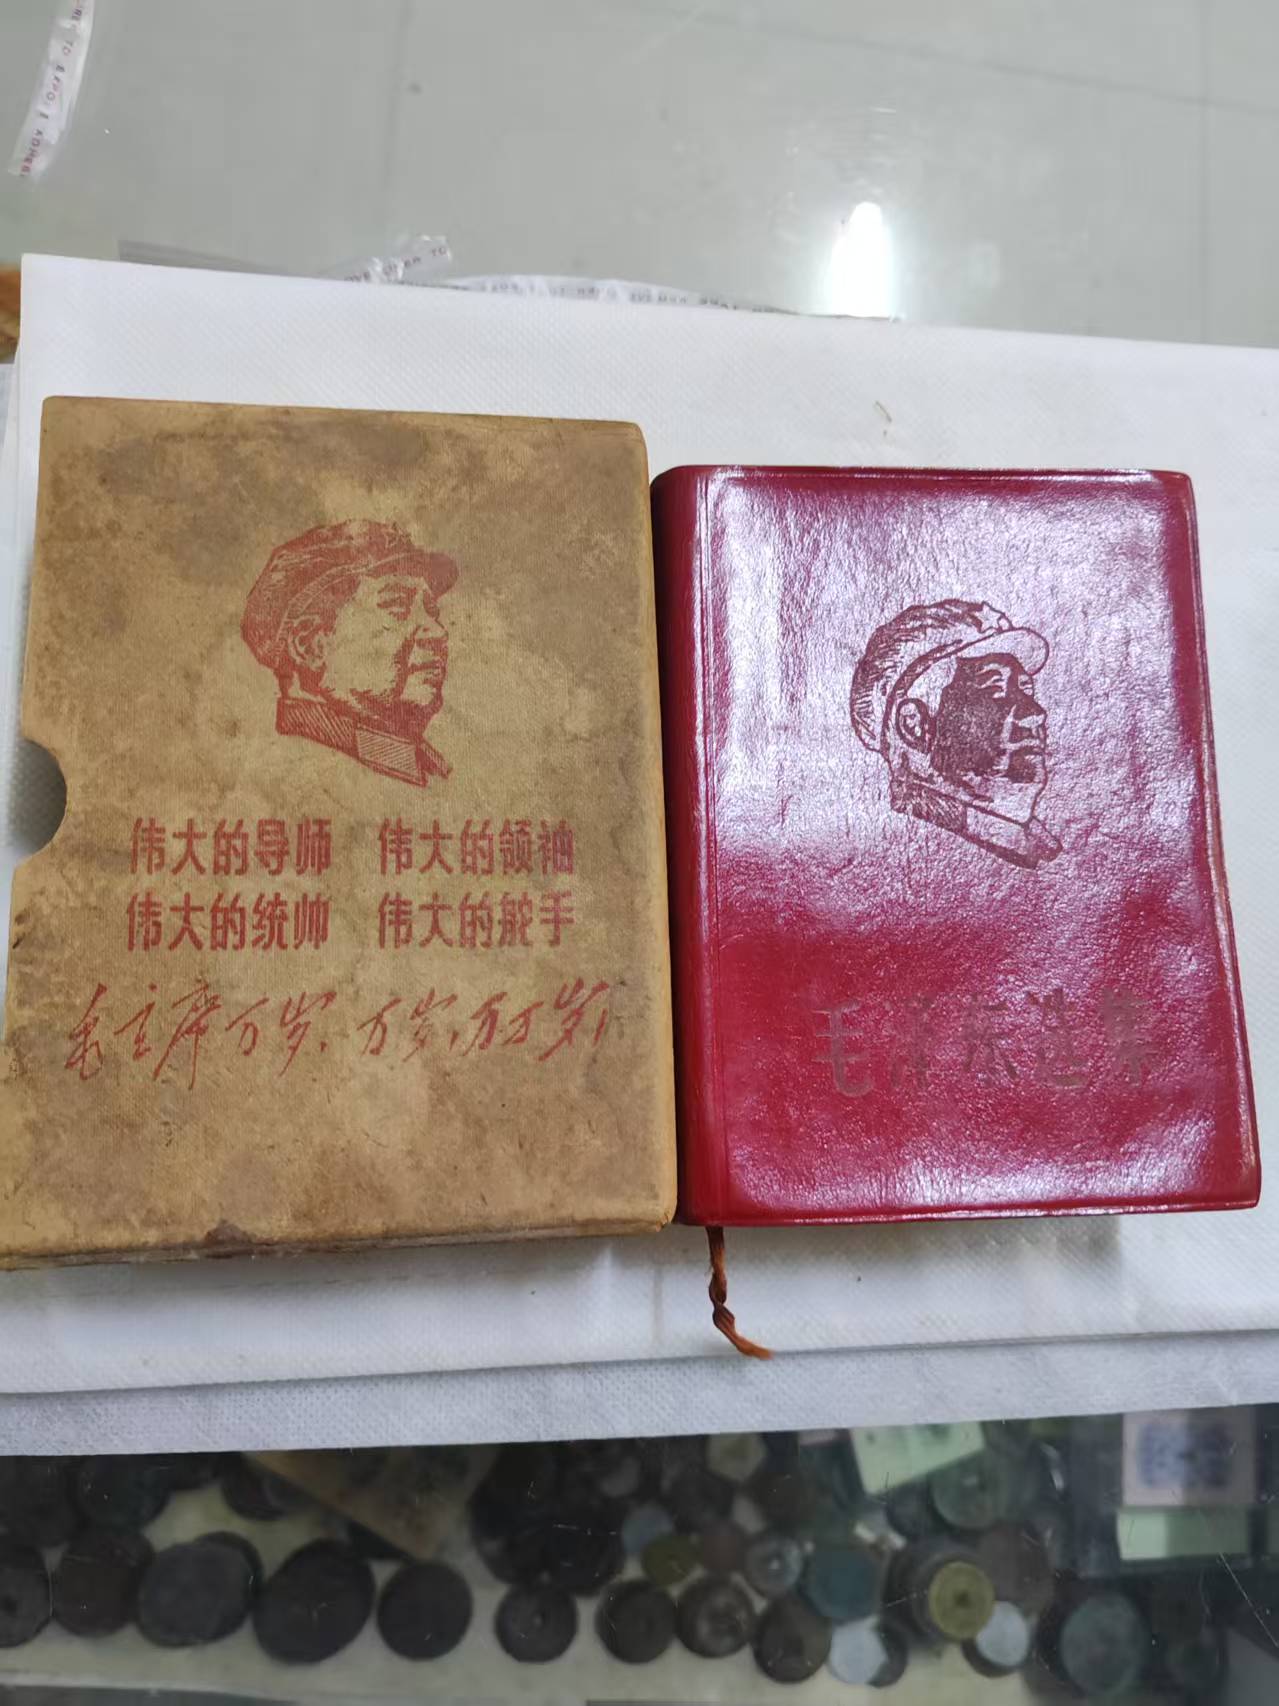 伟大的导师 伟大的领袖
伟大的统帅 伟大的舵手
毛主席万岁、万岁，万万岁！
毛泽东选集